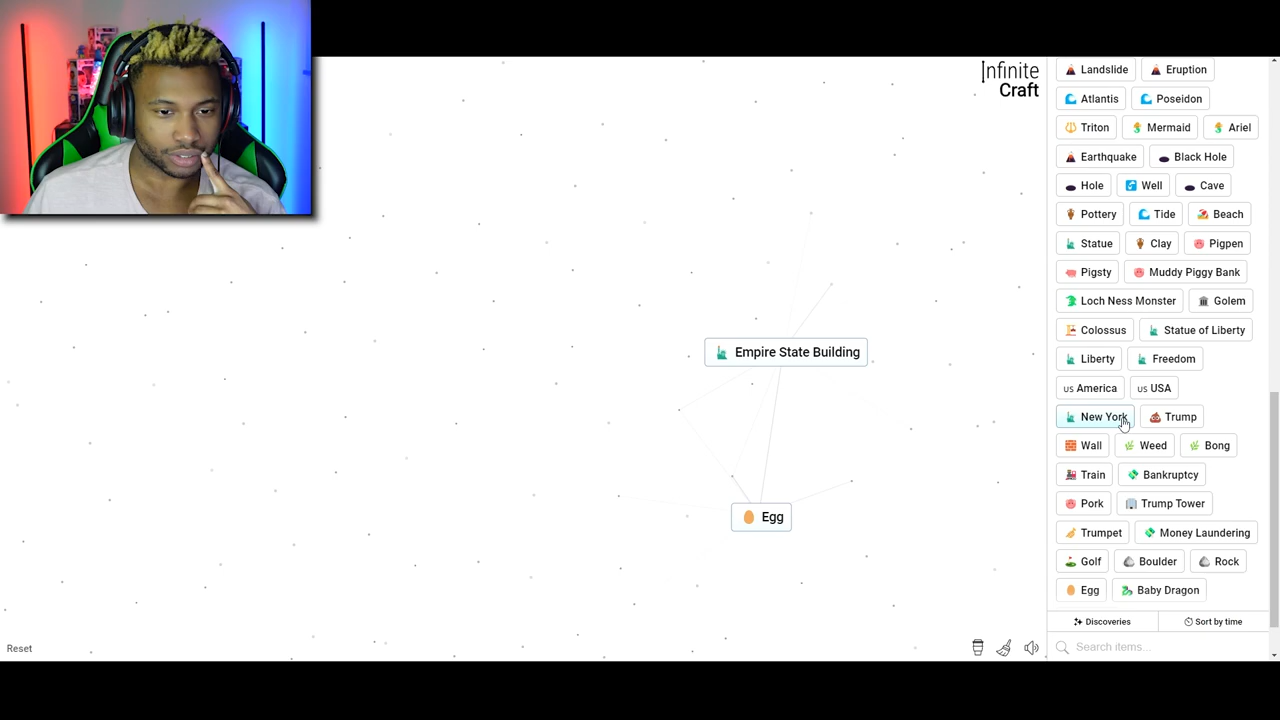 Infinite
Craft
Landslide Eruption
Atlantis Poseidon
Triton Mermaid Ariel
Earthquake Black Hole
Hole Well Cave
Pottery Tide Beach
Statue Clay Pigpen
Pigsty Muddy Piggy Bank
Loch Ness Monster Golem
Colossus Statue of Liberty
Empire State Building
Liberty Freedom
US America US USA
New York Trump
Wall Weed Bong
Train Bankruptcy
Pork Trump Tower
Egg
Trumpet Money Laundering
Golf Boulder Rock
Egg Baby Dragon
Discoveries Sort by time
Reset
Search items...